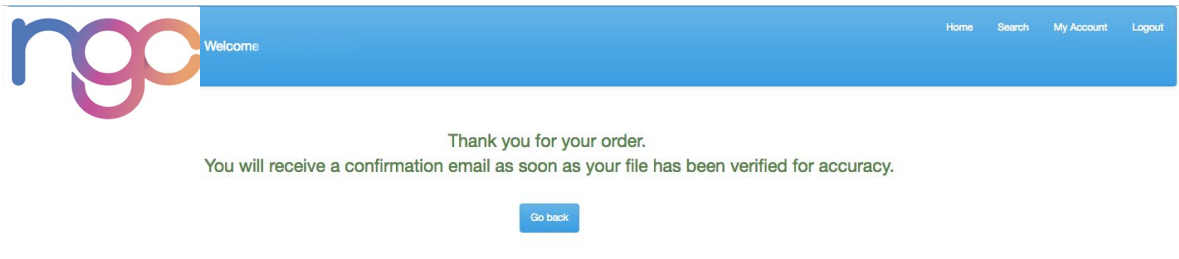 ngc
Home Search My Account Logout
Welcome
Thank you for your order.
You will receive a confirmation email as soon as your file has been verified for accuracy.
Go back